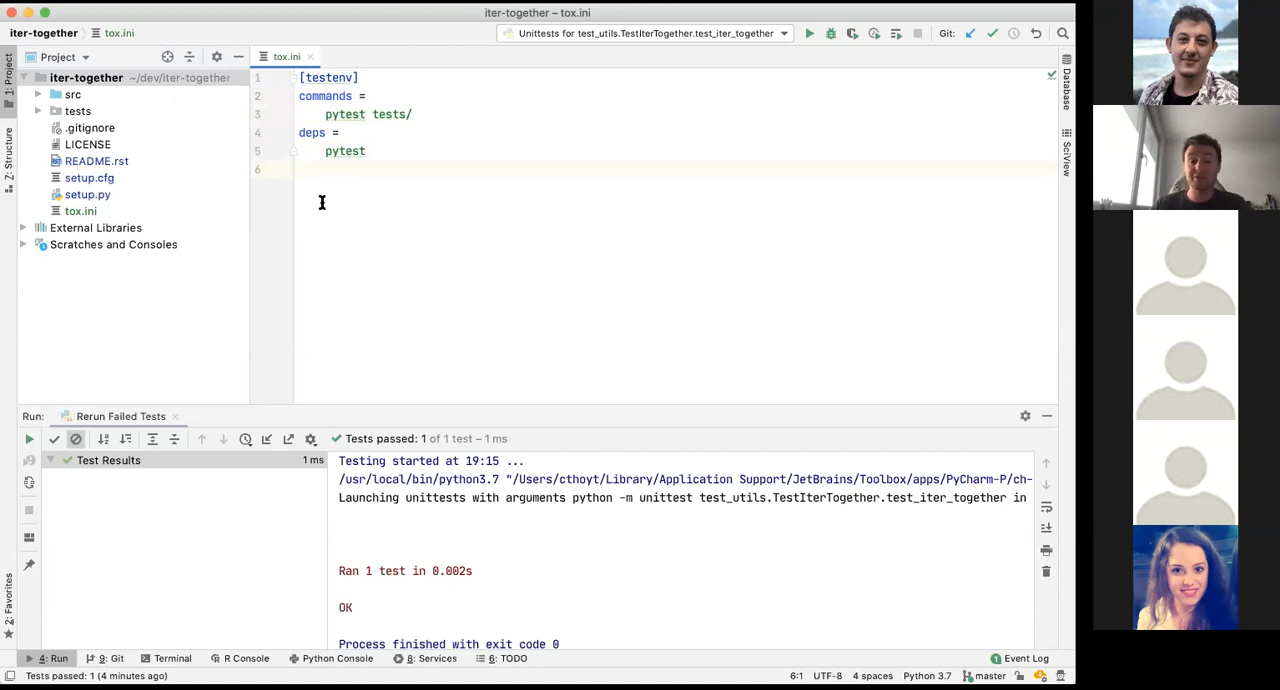 iter-together – tox.ini
iter-together
tox.ini
Unittests for test_utils.TestIterTogether.test_iter_together
Git:
1: Project
Project
tox.ini
iter-together ~/dev/iter-together
src
tests
.gitignore
LICENSE
README.rst
setup.cfg
setup.py
tox.ini
External Libraries
Scratches and Consoles
Z: Structure
2: Favorites
1 [testenv]
2 commands =
3 pytest tests/
4 deps =
5 pytest
6
Database
SciView
Run: Rerun Failed Tests
Tests passed: 1 of 1 test – 1 ms
Test Results 1 ms
Testing started at 19:15 ...
/usr/local/bin/python3.7 "/Users/cthoyt/Library/Application Support/JetBrains/Toolbox/apps/PyCharm-P/ch-
Launching unittests with arguments python -m unittest test_utils.TestIterTogether.test_iter_together in
Ran 1 test in 0.002s
OK
Process finished with exit code 0
4: Run 9: Git Terminal R Console Python Console 8: Services 6: TODO 1 Event Log
Tests passed: 1 (4 minutes ago) 6:1 UTF-8 4 spaces Python 3.7 master